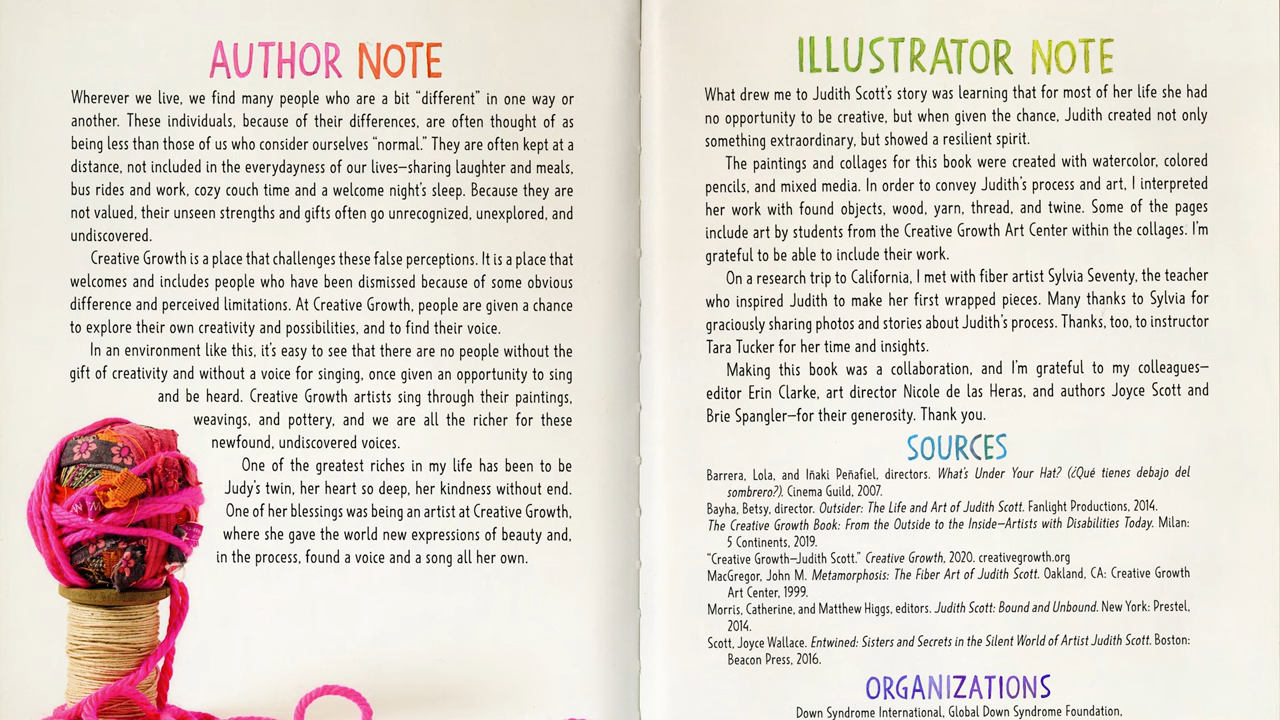 AUTHOR NOTE
Wherever we live, we find many people who are a bit “different” in one way or
another. These individuals, because of their differences, are often thought of as
being less than those of us who consider ourselves “normal.” They are often kept at a
distance, not included in the everydayness of our lives—sharing laughter and meals,
bus rides and work, cozy couch time and a welcome night’s sleep. Because they are
not valued, their unseen strengths and gifts often go unrecognized, unexplored, and
undiscovered.
Creative Growth is a place that challenges these false perceptions. It is a place that
welcomes and includes people who have been dismissed because of some obvious
difference and perceived limitations. At Creative Growth, people are given a chance
to explore their own creativity and possibilities, and to find their voice.
In an environment like this, it’s easy to see that there are no people without the
gift of creativity and without a voice for singing, once given an opportunity to sing
and be heard. Creative Growth artists sing through their paintings,
weavings, and pottery, and we are all the richer for these
newfound, undiscovered voices.
One of the greatest riches in my life has been to be
Judy’s twin, her heart so deep, her kindness without end.
One of her blessings was being an artist at Creative Growth,
where she gave the world new expressions of beauty and,
in the process, found a voice and a song all her own.
ILLUSTRATOR NOTE
What drew me to Judith Scott’s story was learning that for most of her life she had
no opportunity to be creative, but when given the chance, Judith created not only
something extraordinary, but showed a resilient spirit.
The paintings and collages for this book were created with watercolor, colored
pencils, and mixed media. In order to convey Judith’s process and art, I interpreted
her work with found objects, wood, yarn, thread, and twine. Some of the pages
include art by students from the Creative Growth Art Center within the collages. I’m
grateful to be able to include their work.
On a research trip to California, I met with fiber artist Sylvia Seventy, the teacher
who inspired Judith to make her first wrapped pieces. Many thanks to Sylvia for
graciously sharing photos and stories about Judith’s process. Thanks, too, to instructor
Tara Tucker for her time and insights.
Making this book was a collaboration, and I’m grateful to my colleagues—
editor Erin Clarke, art director Nicole de las Heras, and authors Joyce Scott and
Brie Spangler—for their generosity. Thank you.
SOURCES
Barrera, Lola, and Iñaki Peñafiel, directors. What’s Under Your Hat? (¿Qué tienes debajo del
sombrero?). Cinema Guild, 2007.
Bayha, Betsy, director. Outsider: The Life and Art of Judith Scott. Fanlight Productions, 2014.
The Creative Growth Book: From the Outside to the Inside—Artists with Disabilities Today. Milan:
5 Continents, 2019.
“Creative Growth—Judith Scott.” Creative Growth, 2020. creativegrowth.org
MacGregor, John M. Metamorphosis: The Fiber Art of Judith Scott. Oakland, CA: Creative Growth
Art Center, 1999.
Morris, Catherine, and Matthew Higgs, editors. Judith Scott: Bound and Unbound. New York: Prestel,
2014.
Scott, Joyce Wallace. Entwined: Sisters and Secrets in the Silent World of Artist Judith Scott. Boston:
Beacon Press, 2016.
ORGANIZATIONS
Down Syndrome International, Global Down Syndrome Foundation,